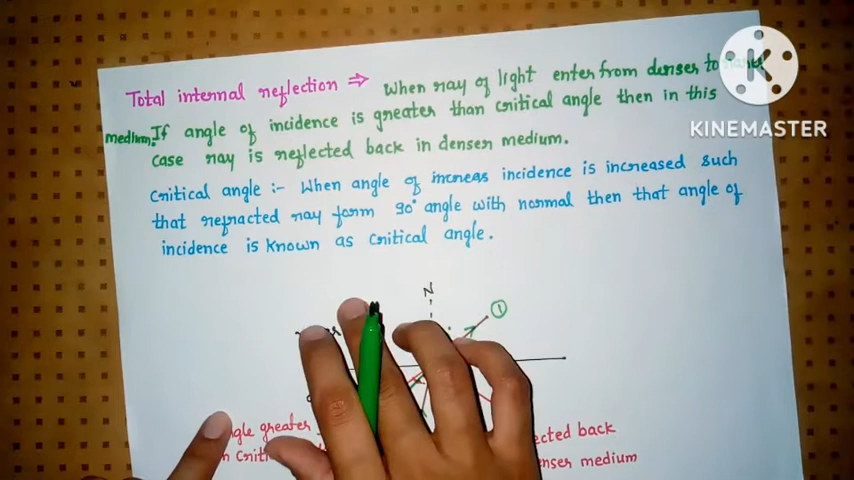 Total internal reflection ⇒ When ray of light enter from denser to
medium. If angle of incidence is greater than critical angle then in this
case ray is reflected back in denser medium.
Critical angle :- When angle of increas incidence is increased such
that refracted ray form 90° angle with normal then that angle of
incidence is known as critical angle.
N
①
angle greater
ected back
enser medium
K
KINEMASTER